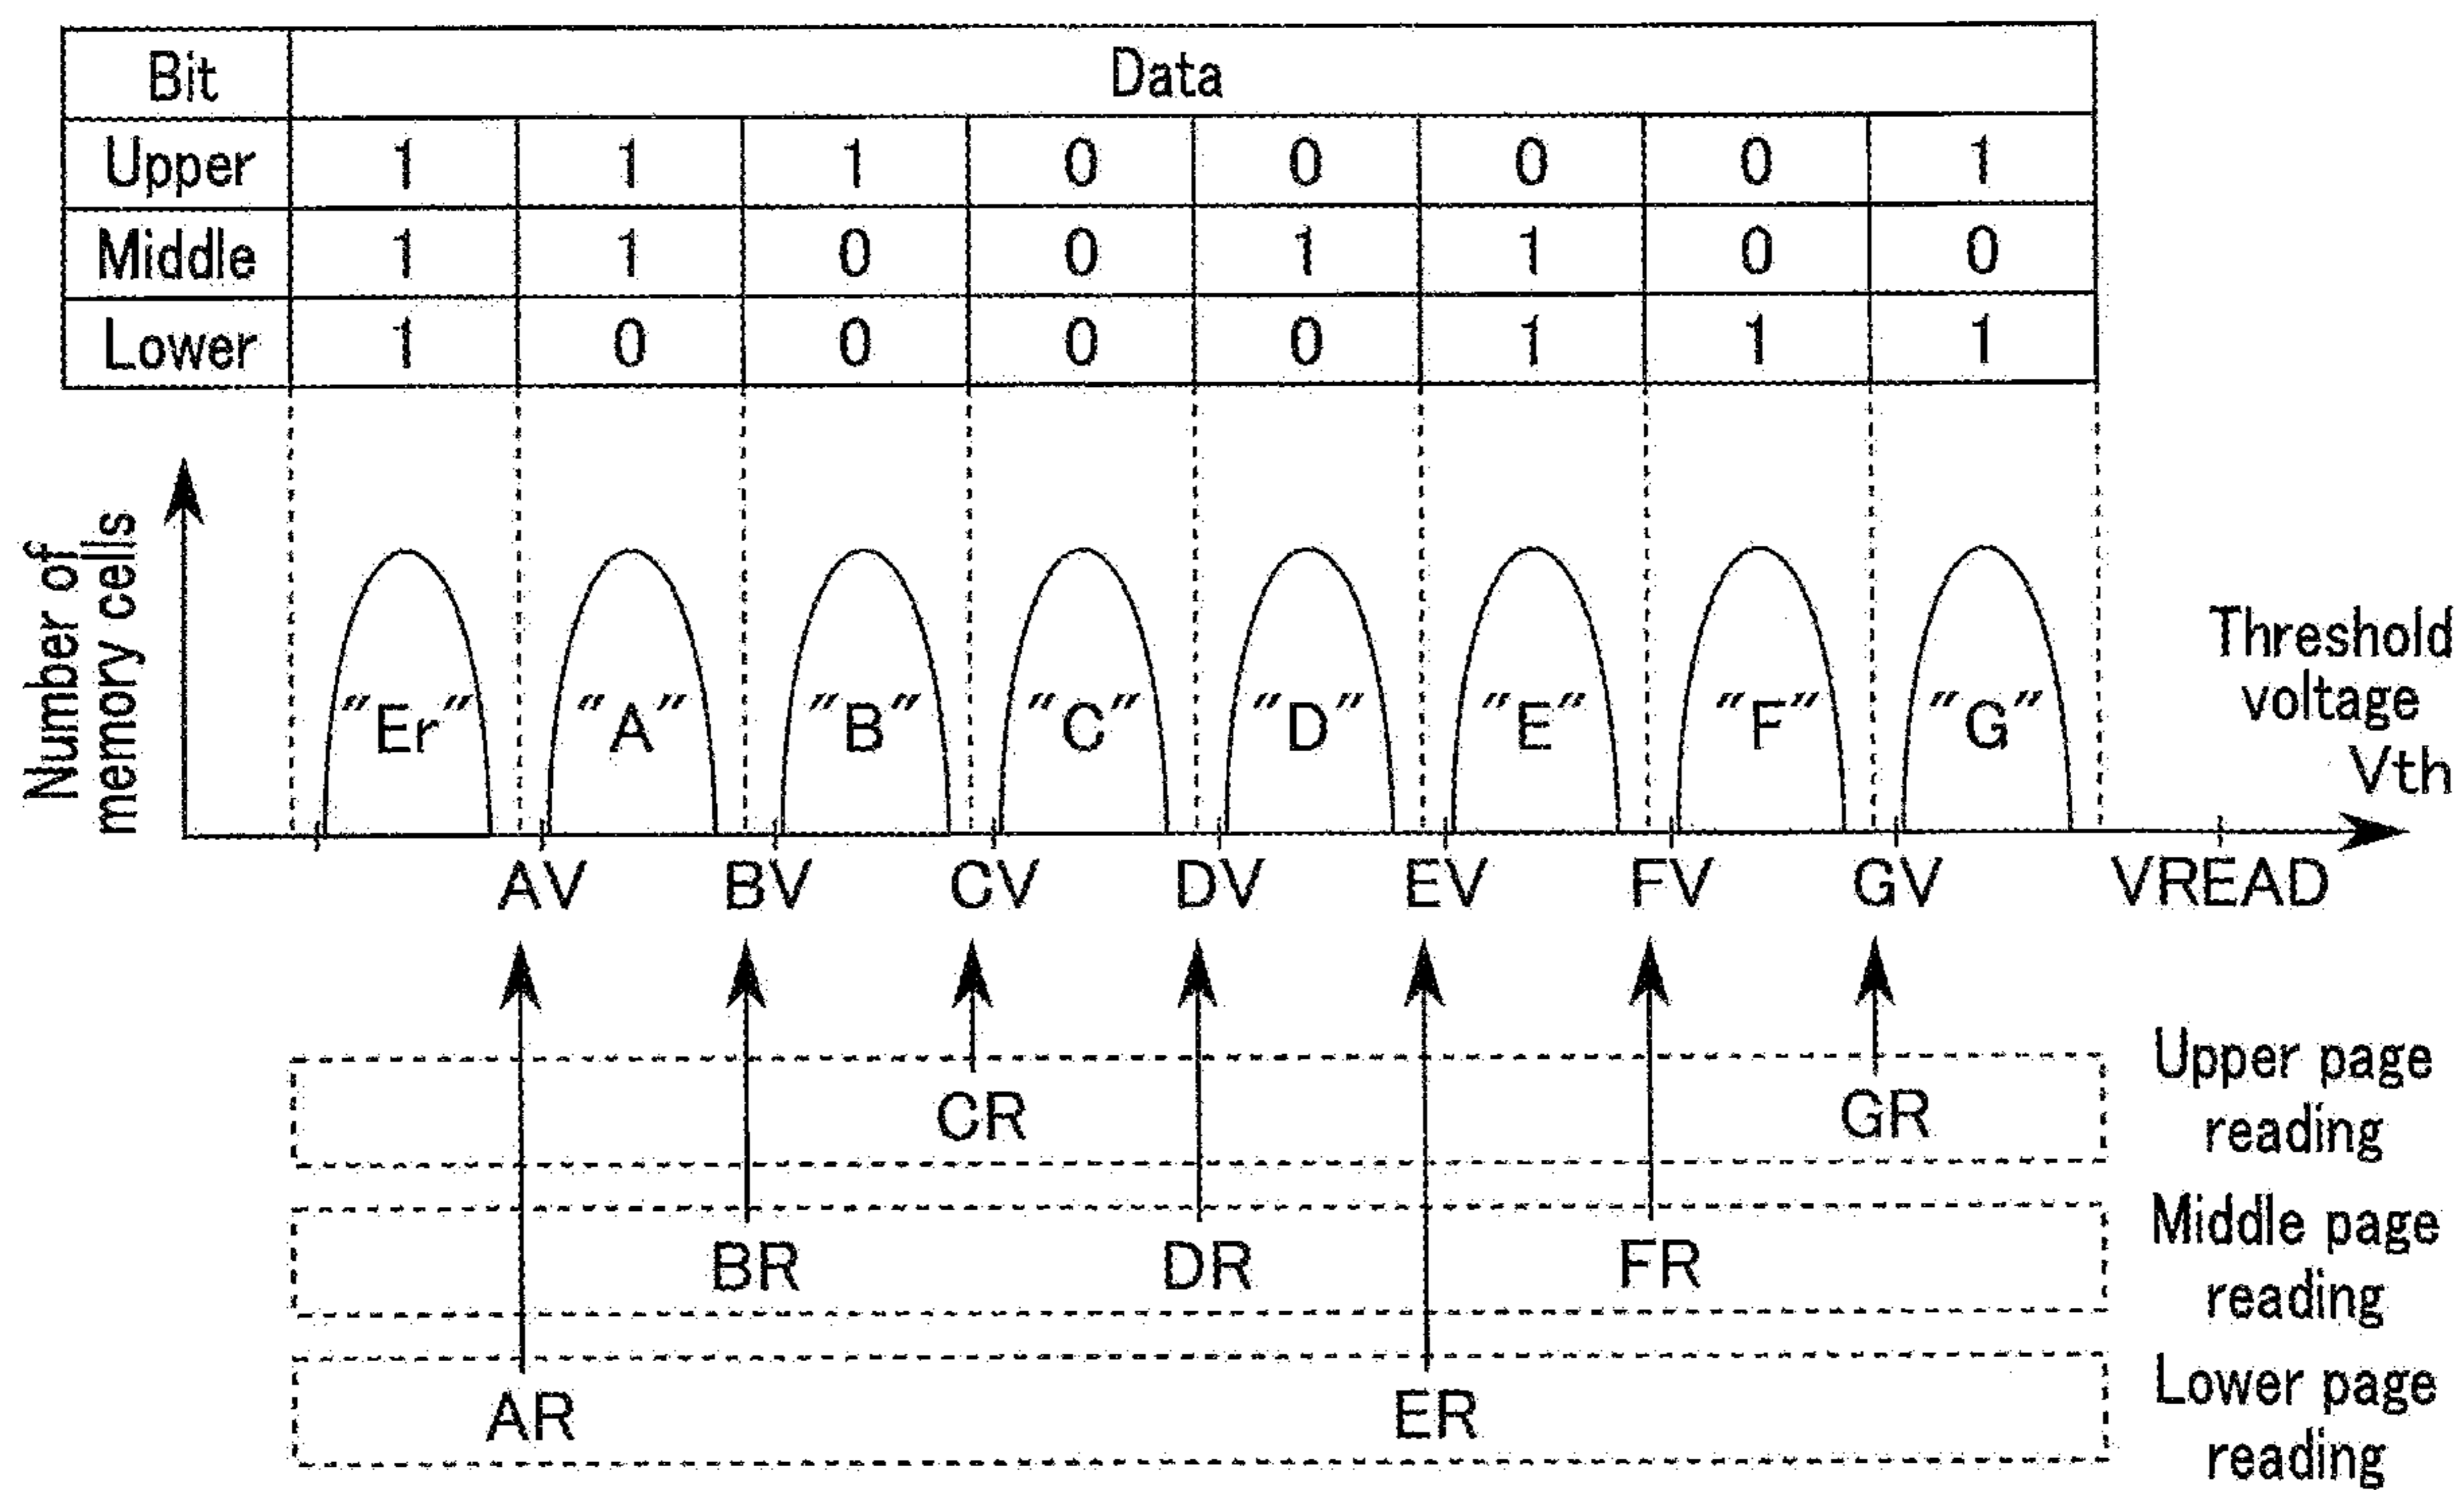 Bit Data
Upper 1 1 1 0 0 0 0 1
Middle 1 1 0 0 1 1 0 0
Lower 1 0 0 0 0 1 1 1
Number of
memory cells
"Er" "A" "B" "C" "D" "E" "F" "G"
Threshold
voltage
Vth
AV BV CV DV EV FV GV VREAD
CR GR
Upper page
reading
BR DR FR
Middle page
reading
AR ER
Lower page
reading